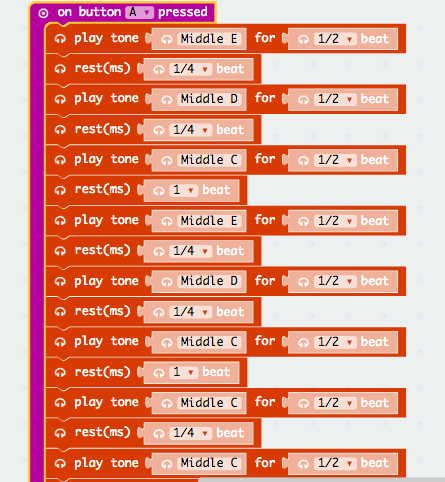 on button A pressed
play tone Middle E for 1/2 beat
rest(ms) 1/4 beat
play tone Middle D for 1/2 beat
rest(ms) 1/4 beat
play tone Middle C for 1/2 beat
rest(ms) 1 beat
play tone Middle E for 1/2 beat
rest(ms) 1/4 beat
play tone Middle D for 1/2 beat
rest(ms) 1/4 beat
play tone Middle C for 1/2 beat
rest(ms) 1 beat
play tone Middle C for 1/2 beat
rest(ms) 1/4 beat
play tone Middle C for 1/2 beat